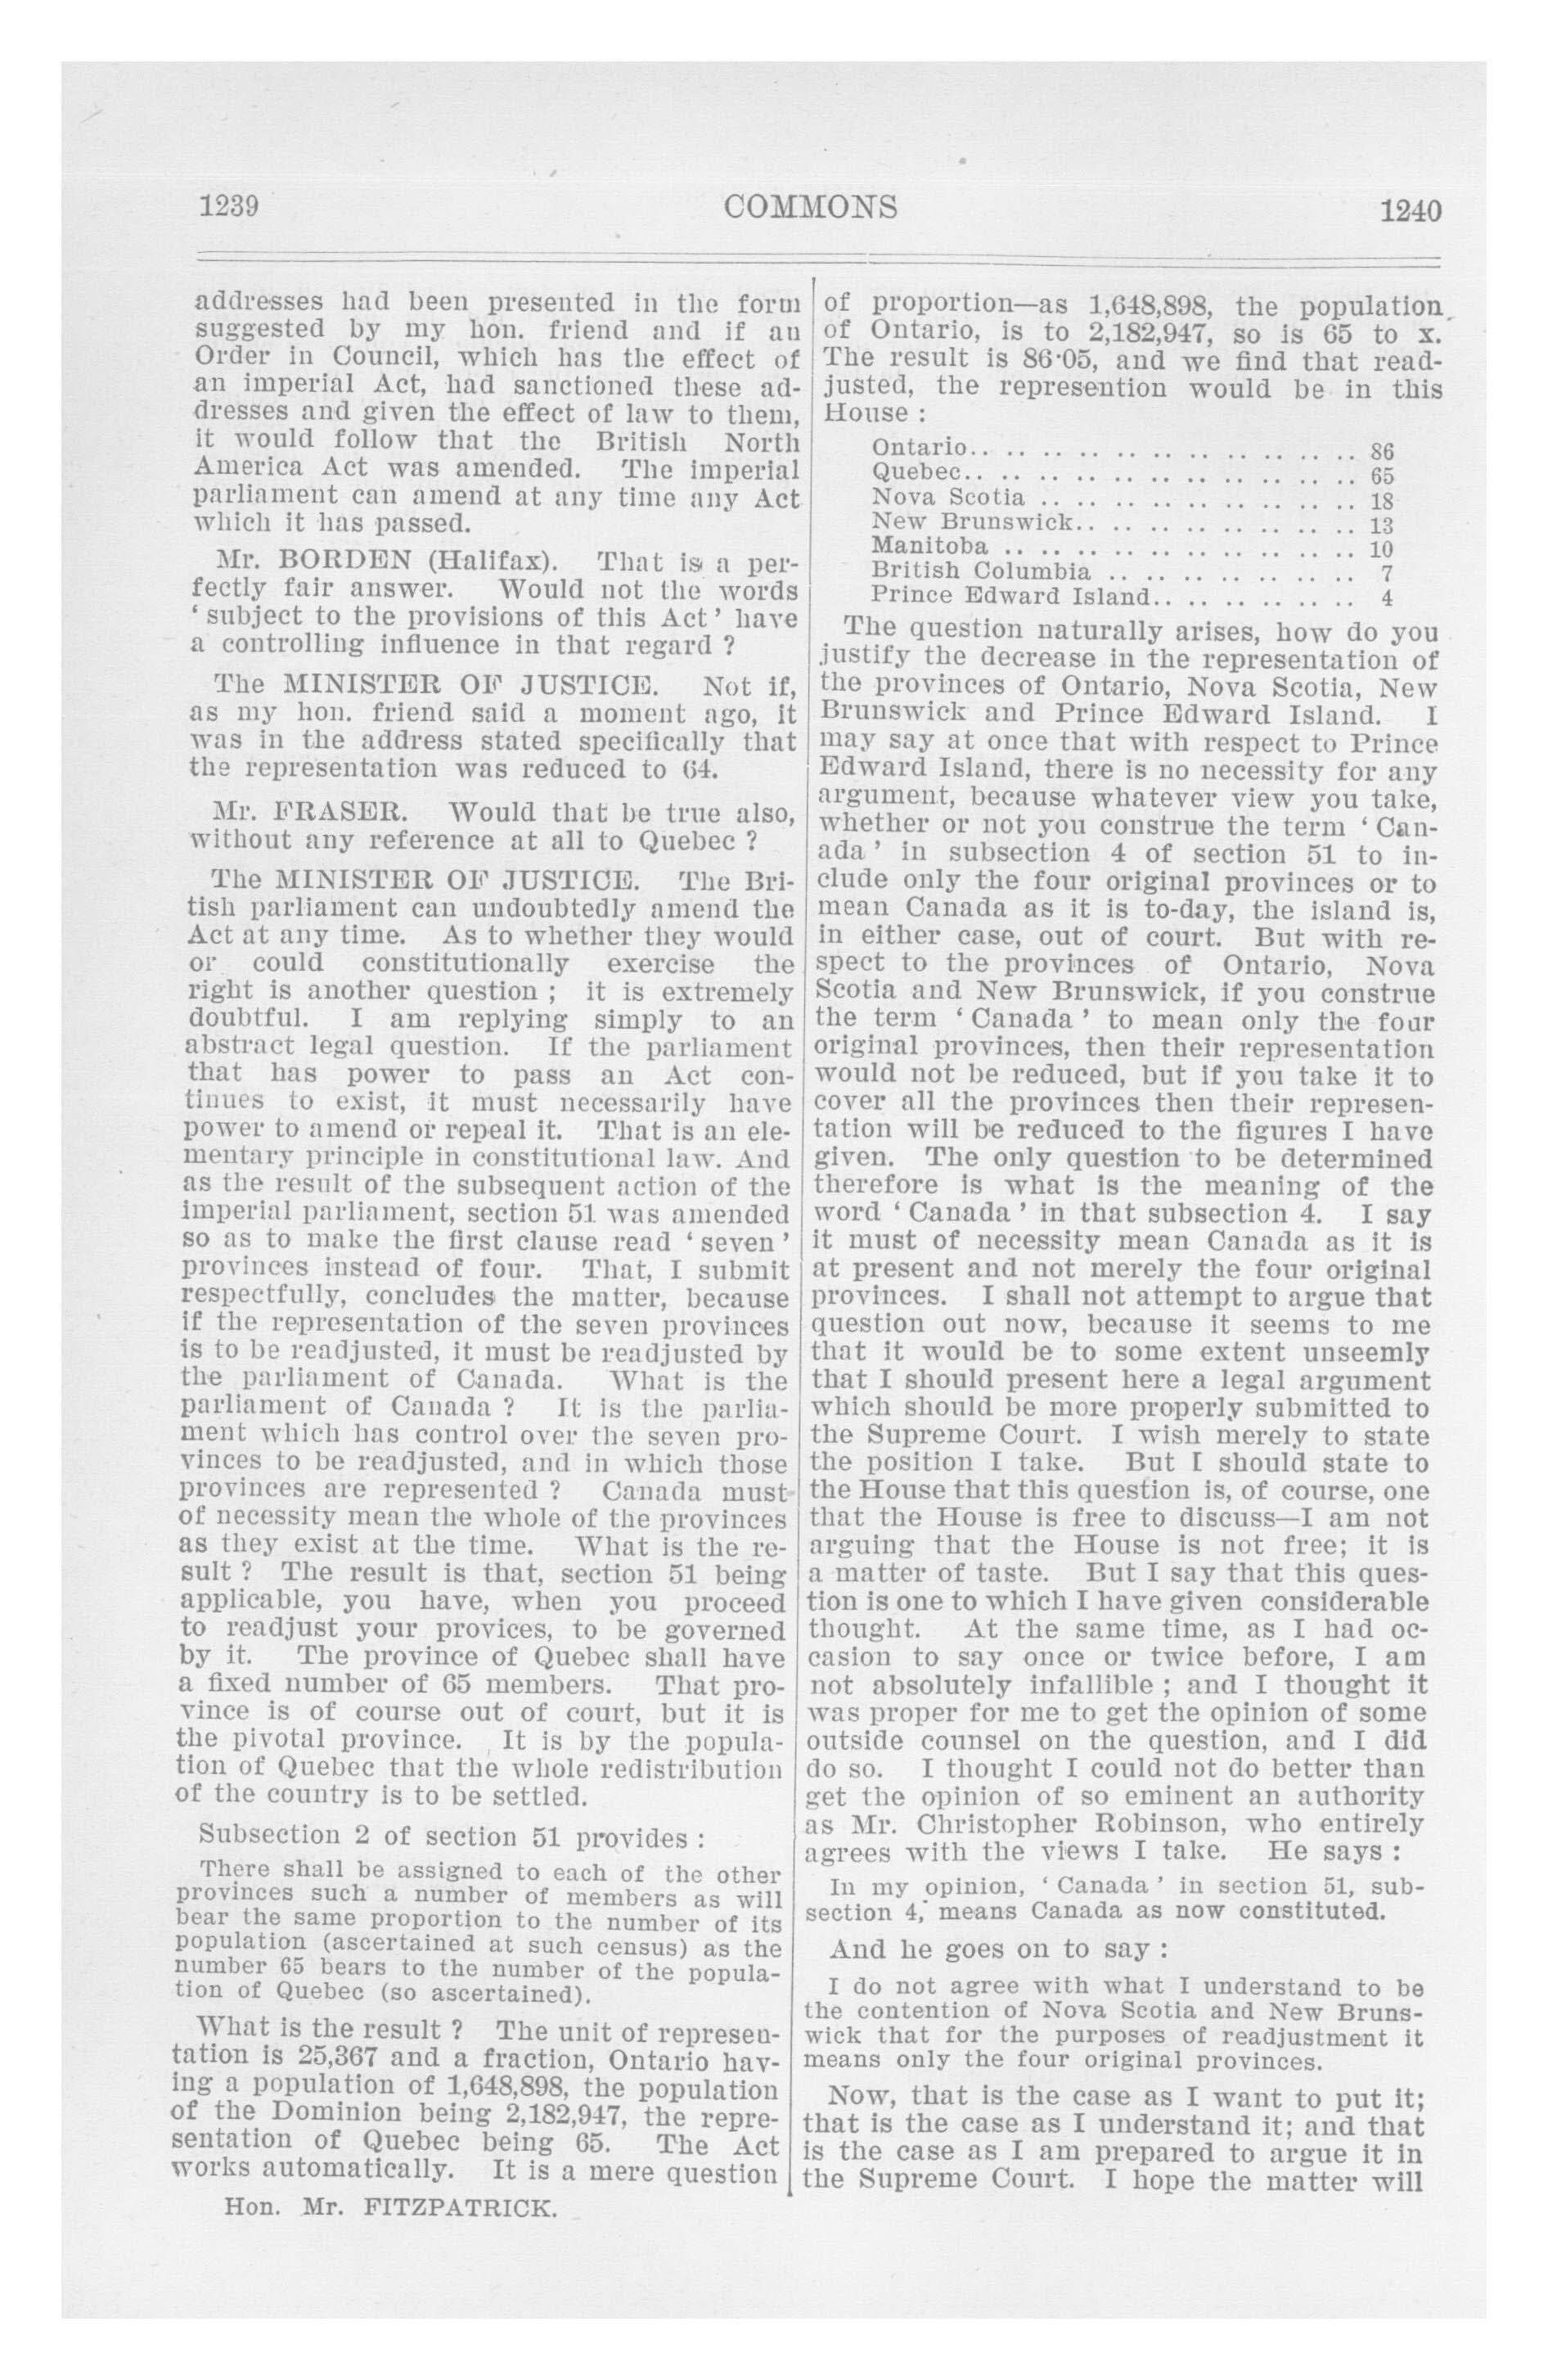 1239
COMMONS
1240
addresses had been presented in the form
suggested by my hon. friend and if an
Order in Council, which has the effect of
an imperial Act, had sanctioned these ad-
dresses and given the effect of law to them,
it would follow that the British North
America Act was amended. The imperial
parliament can amend at any time any Act
which it has passed.
Mr. BORDEN (Halifax). That is a per-
fectly fair answer. Would not the words
‘ subject to the provisions of this Act ’ have
a controlling influence in that regard ?
The MINISTER OF JUSTICE. Not if,
as my hon. friend said a moment ago, it
was in the address stated specifically that
the representation was reduced to 64.
Mr. FRASER. Would that be true also,
without any reference at all to Quebec ?
The MINISTER OF JUSTICE. The Bri-
tish parliament can undoubtedly amend the
Act at any time. As to whether they would
or could constitutionally exercise the
right is another question ; it is extremely
doubtful. I am replying simply to an
abstract legal question. If the parliament
that has power to pass an Act con-
tinues to exist, it must necessarily have
power to amend or repeal it. That is an ele-
mentary principle in constitutional law. And
as the result of the subsequent action of the
imperial parliament, section 51 was amended
so as to make the first clause read ‘ seven ’
provinces instead of four. That, I submit
respectfully, concludes the matter, because
if the representation of the seven provinces
is to be readjusted, it must be readjusted by
the parliament of Canada. What is the
parliament of Canada ? It is the parlia-
ment which has control over the seven pro-
vinces to be readjusted, and in which those
provinces are represented ? Canada must
of necessity mean the whole of the provinces
as they exist at the time. What is the re-
sult ? The result is that, section 51 being
applicable, you have, when you proceed
to readjust your provices, to be governed
by it. The province of Quebec shall have
a fixed number of 65 members. That pro-
vince is of course out of court, but it is
the pivotal province. It is by the popula-
tion of Quebec that the whole redistribution
of the country is to be settled.
Subsection 2 of section 51 provides :
There shall be assigned to each of the other
provinces such a number of members as will
bear the same proportion to the number of its
population (ascertained at such census) as the
number 65 bears to the number of the popula-
tion of Quebec (so ascertained).
What is the result ? The unit of represen-
tation is 25,367 and a fraction, Ontario hav-
ing a population of 1,648,898, the population
of the Dominion being 2,182,947, the repre-
sentation of Quebec being 65. The Act
works automatically. It is a mere question
Hon. Mr. FITZPATRICK.
of proportion—as 1,648,898, the population
of Ontario, is to 2,182,947, so is 65 to x.
The result is 86·05, and we find that read-
justed, the represention would be in this
House :
Ontario.. .. .. .. .. .. .. .. .. .. .. 86
Quebec.. .. .. .. .. .. .. .. .. .. .. 65
Nova Scotia .. .. .. .. .. .. .. .. .. 18
New Brunswick.. .. .. .. .. .. .. .. 13
Manitoba .. .. .. .. .. .. .. .. .. .. 10
British Columbia .. .. .. .. .. .. .. 7
Prince Edward Island.. .. .. .. .. .. 4
The question naturally arises, how do you
justify the decrease in the representation of
the provinces of Ontario, Nova Scotia, New
Brunswick and Prince Edward Island. I
may say at once that with respect to Prince
Edward Island, there is no necessity for any
argument, because whatever view you take,
whether or not you construe the term ‘ Can-
ada ’ in subsection 4 of section 51 to in-
clude only the four original provinces or to
mean Canada as it is to-day, the island is,
in either case, out of court. But with re-
spect to the provinces of Ontario, Nova
Scotia and New Brunswick, if you construe
the term ‘ Canada ’ to mean only the four
original provinces, then their representation
would not be reduced, but if you take it to
cover all the provinces then their represen-
tation will be reduced to the figures I have
given. The only question to be determined
therefore is what is the meaning of the
word ‘ Canada ’ in that subsection 4. I say
it must of necessity mean Canada as it is
at present and not merely the four original
provinces. I shall not attempt to argue that
question out now, because it seems to me
that it would be to some extent unseemly
that I should present here a legal argument
which should be more properly submitted to
the Supreme Court. I wish merely to state
the position I take. But I should state to
the House that this question is, of course, one
that the House is free to discuss—I am not
arguing that the House is not free; it is
a matter of taste. But I say that this ques-
tion is one to which I have given considerable
thought. At the same time, as I had oc-
casion to say once or twice before, I am
not absolutely infallible ; and I thought it
was proper for me to get the opinion of some
outside counsel on the question, and I did
do so. I thought I could not do better than
get the opinion of so eminent an authority
as Mr. Christopher Robinson, who entirely
agrees with the views I take. He says :
In my opinion, ‘ Canada ’ in section 51, sub-
section 4, means Canada as now constituted.
And he goes on to say :
I do not agree with what I understand to be
the contention of Nova Scotia and New Bruns-
wick that for the purposes of readjustment it
means only the four original provinces.
Now, that is the case as I want to put it;
that is the case as I understand it; and that
is the case as I am prepared to argue it in
the Supreme Court. I hope the matter will